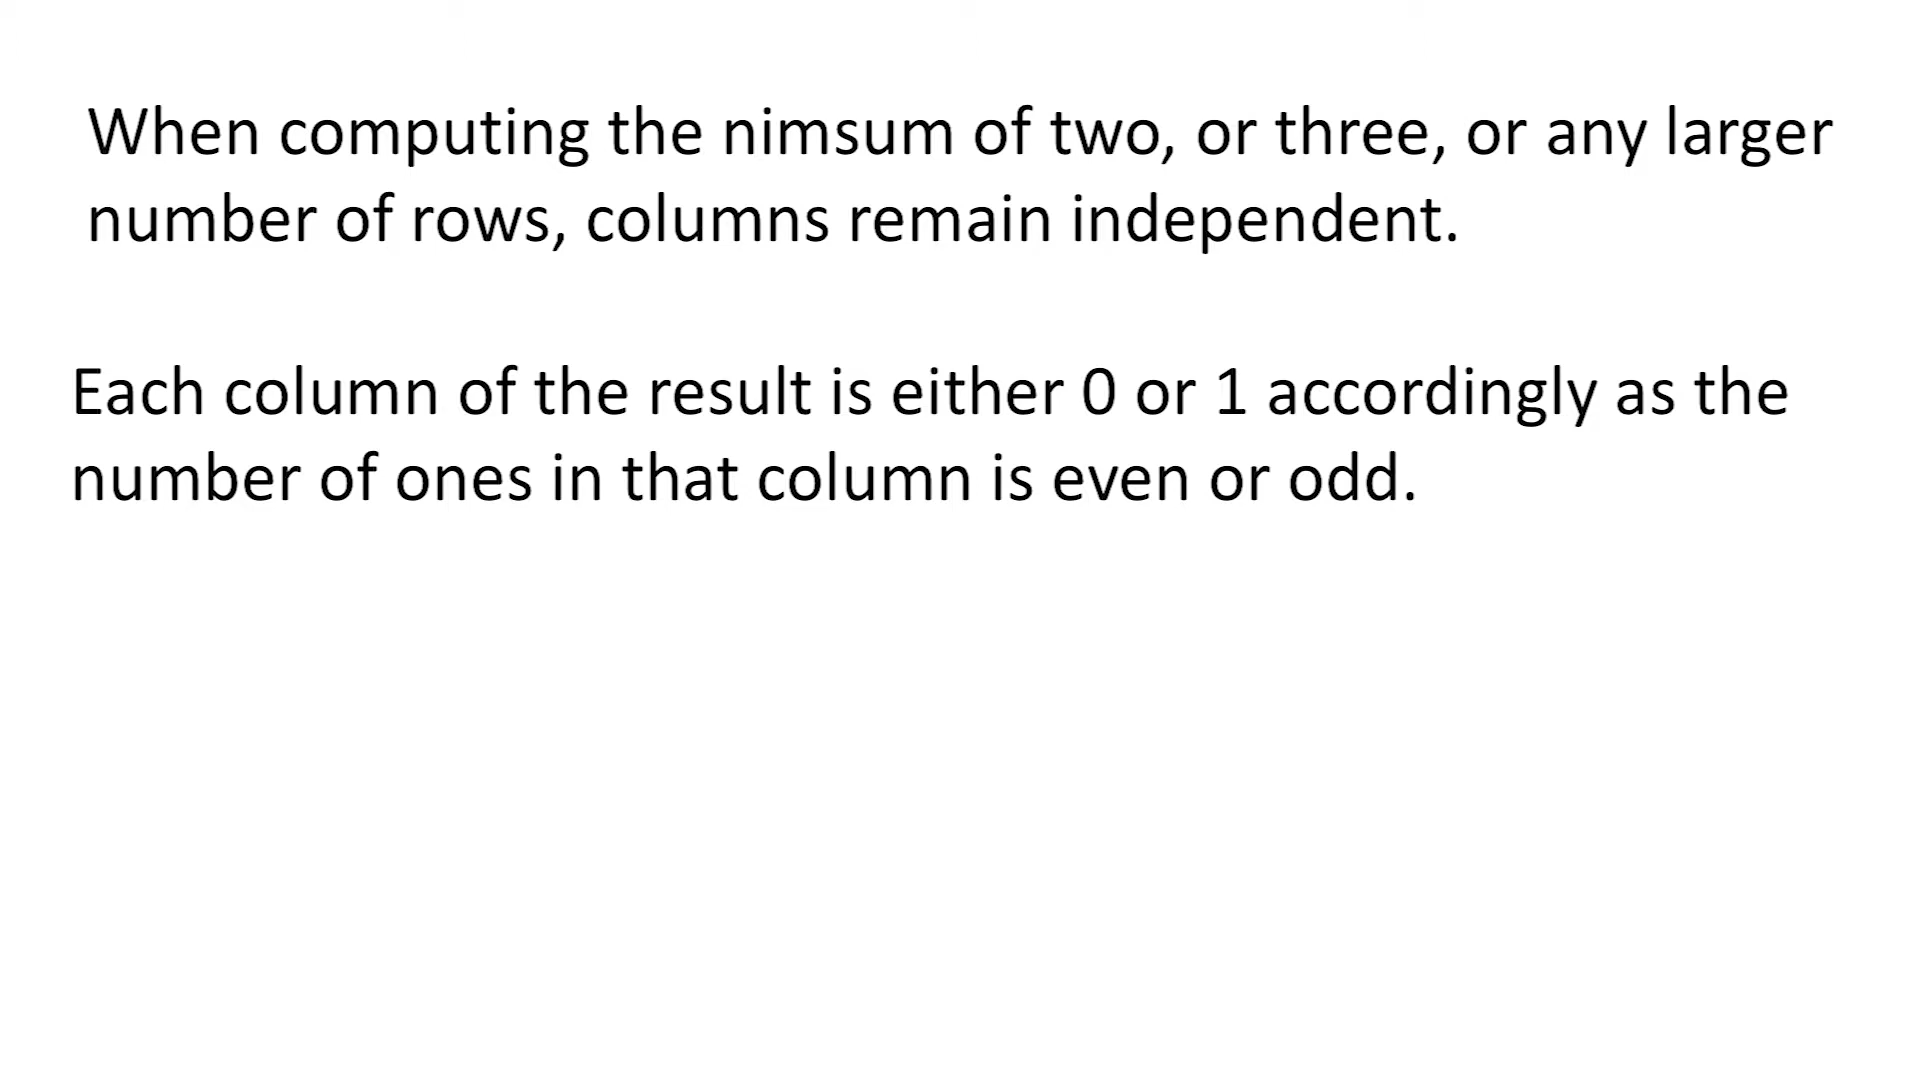 When computing the nimsum of two, or three, or any larger
number of rows, columns remain independent.
Each column of the result is either 0 or 1 accordingly as the
number of ones in that column is even or odd.